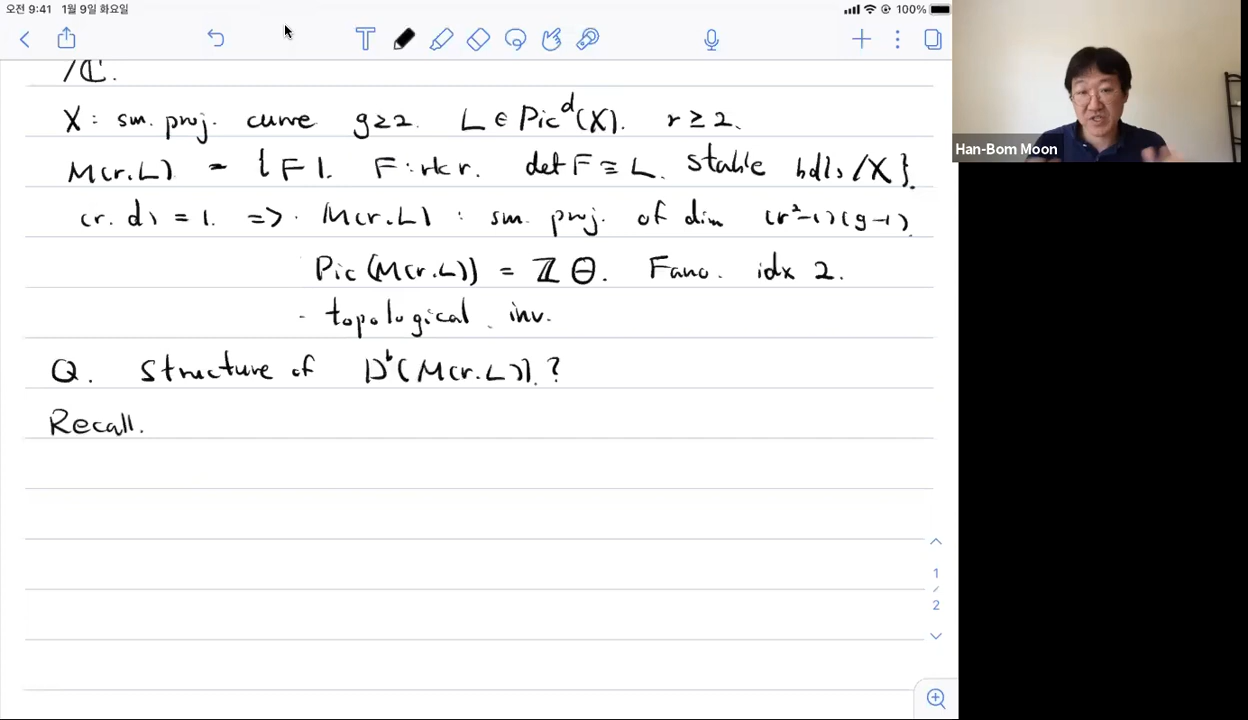 오전 9:41 1월 9일 화요일
100%
/ℂ.
X : sm. proj. curve g≥2. L ∈ Pic^d(X). r ≥ 2.
M(r.L) = {F |. F : rk r. det F ≅ L. stable bdls /X}.
(r.d) = 1. => M(r.L) : sm. proj. of dim (r²-1)(g-1).
Pic(M(r.L)) = ℤΘ. Fano. idx 2.
- topological inv.
Q. Structure of D^b(M(r.L)).?
Recall.
1
/
2
Han-Bom Moon